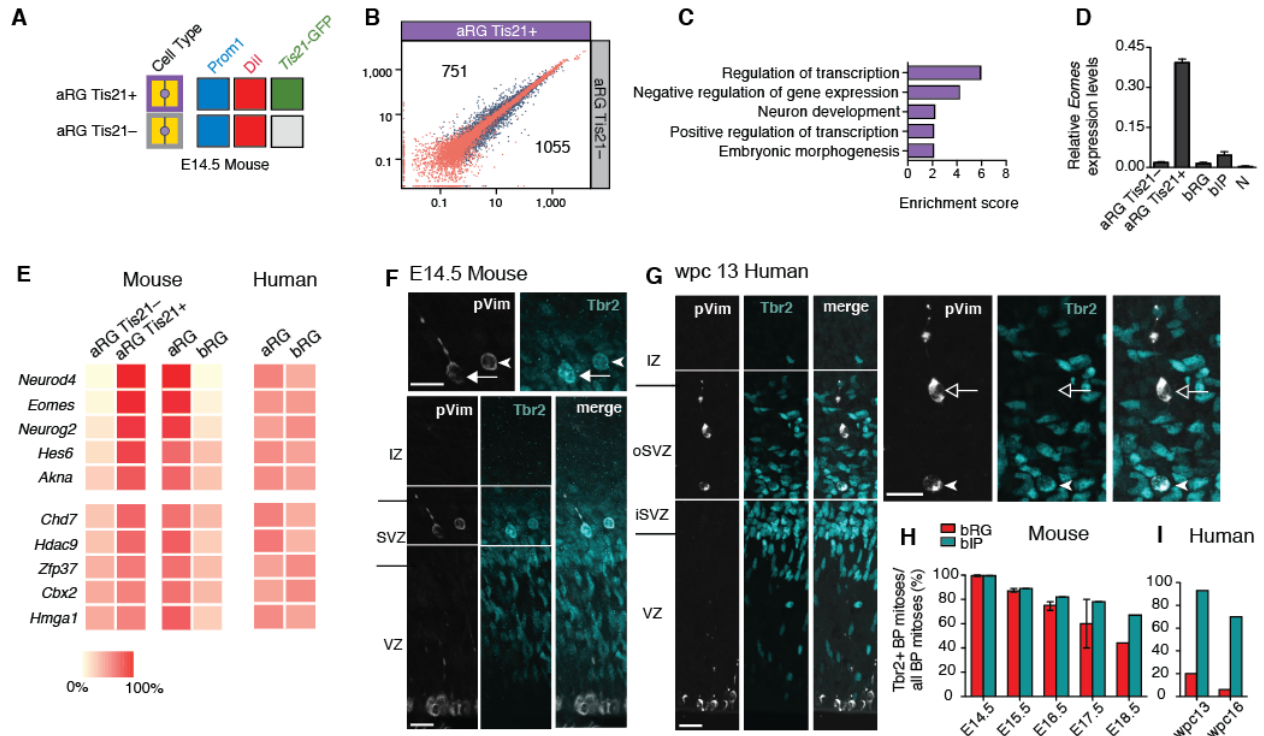 A
Cell Type
Prom1
DiI
Tis21-GFP
aRG Tis21+
aRG Tis21–
E14.5 Mouse
B
aRG Tis21+
aRG Tis21–
1,000
10
0.1
751
1055
0.1
10
1,000
C
Regulation of transcription
Negative regulation of gene expression
Neuron development
Positive regulation of transcription
Embryonic morphogenesis
0 2 4 6 8
Enrichment score
D
Relative Eomes
expression levels
0.45
0.30
0.15
0.00
aRG Tis21–
aRG Tis21+
bRG
bIP
N
E
Mouse
Human
aRG Tis21–
aRG Tis21+
aRG
bRG
aRG
bRG
Neurod4
Eomes
Neurog2
Hes6
Akna
Chd7
Hdac9
Zfp37
Cbx2
Hmga1
0%
100%
F
E14.5 Mouse
pVim
Tbr2
pVim
Tbr2
merge
IZ
SVZ
VZ
G
wpc 13 Human
pVim
Tbr2
merge
pVim
Tbr2
IZ
oSVZ
iSVZ
VZ
H
bRG
bIP
Mouse
Tbr2+ BP mitoses/
all BP mitoses (%)
100
80
60
40
20
0
E14.5
E15.5
E16.5
E17.5
E18.5
I
Human
100
80
60
40
20
0
wpc13
wpc16